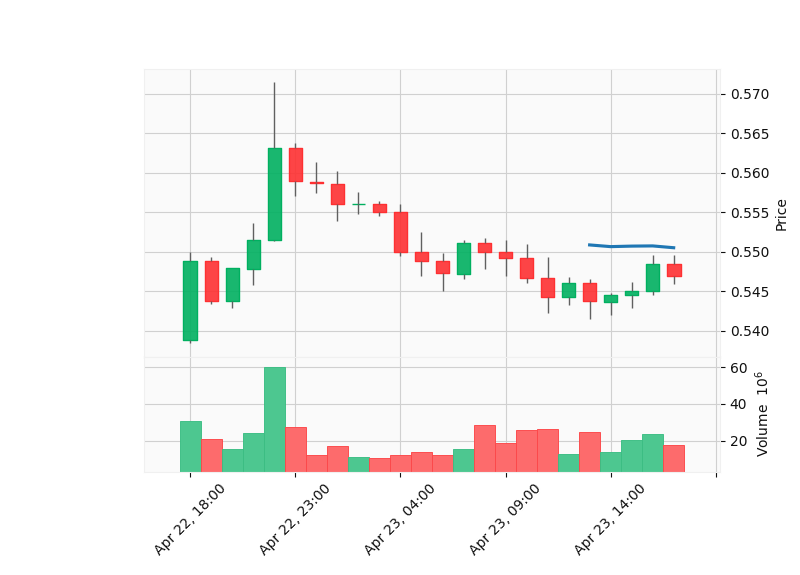 0.570
0.565
0.560
0.555
0.550
0.545
0.540
Price
60
40
20
Volume 10⁶
Apr 22, 18:00
Apr 22, 23:00
Apr 23, 04:00
Apr 23, 09:00
Apr 23, 14:00